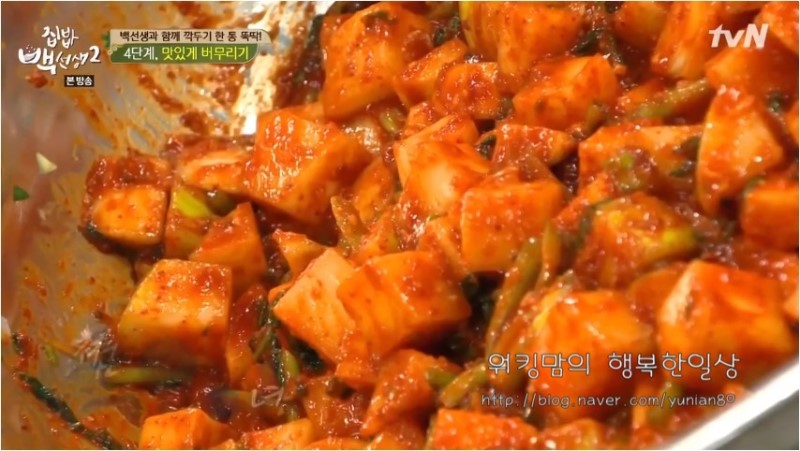 집밥
백선생2
본방송
백선생과 함께 깍두기 한 통 뚝딱!
4단계, 맛있게 버무리기
tvN
워킹맘의 행복한일상
http://blog.naver.com/yunian89
녀